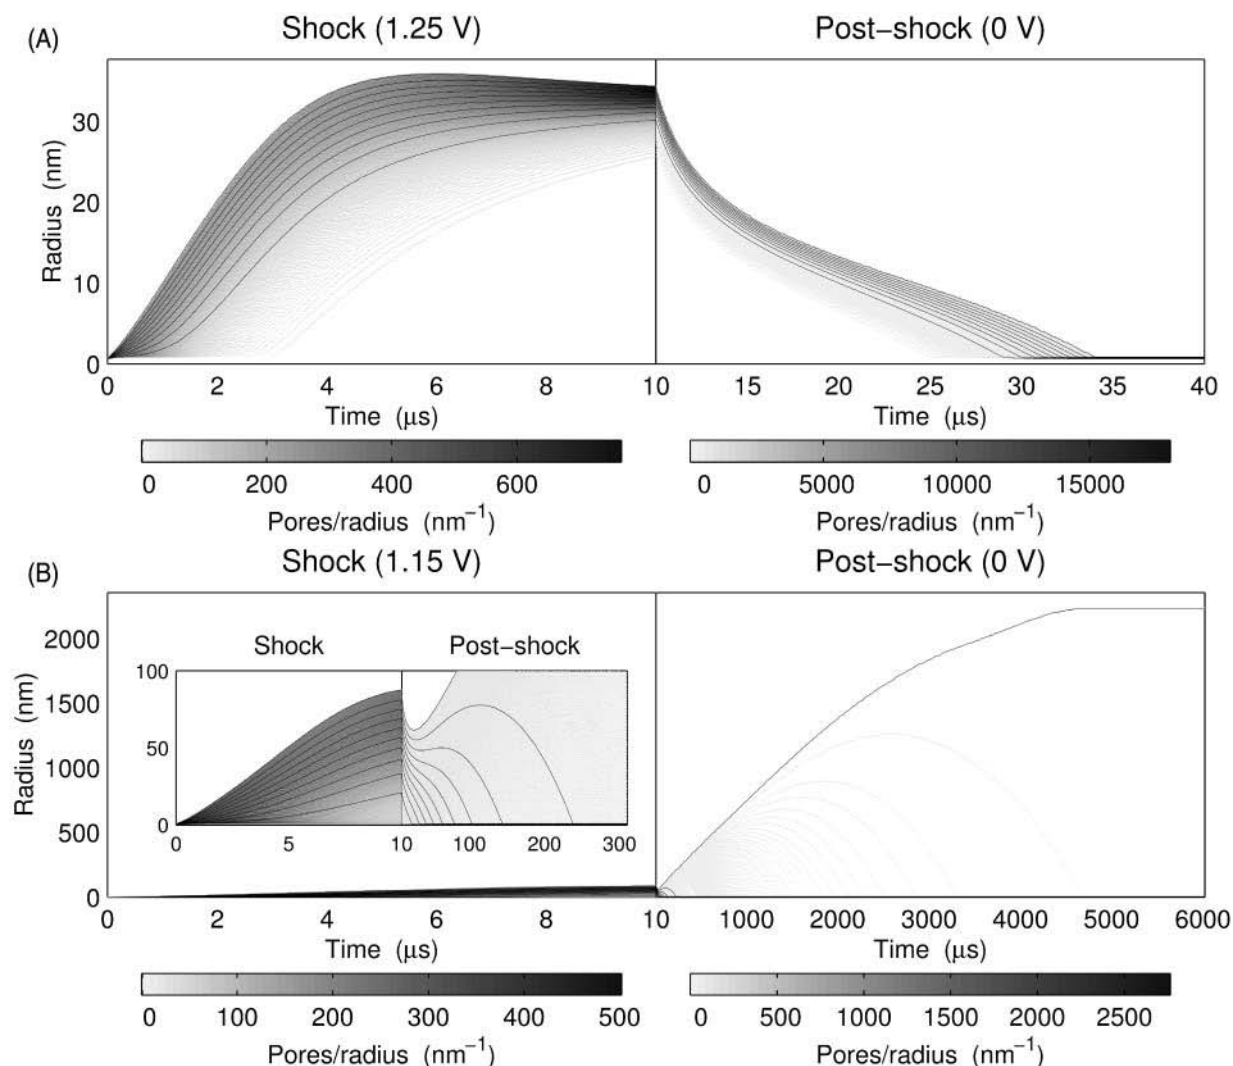 (A)
Shock (1.25 V)
Post−shock (0 V)
Radius (nm)
30
20
10
0
0 2 4 6 8 10 15 20 25 30 35 40
Time (μs)
Time (μs)
0 200 400 600
0 5000 10000 15000
Pores/radius (nm−1)
Pores/radius (nm−1)
(B)
Shock (1.15 V)
Post−shock (0 V)
Radius (nm)
2000
1500
1000
500
0
Shock
Post−shock
100
50
0
0 5 10 100 200 300
0 2 4 6 8 10 1000 2000 3000 4000 5000 6000
Time (μs)
Time (μs)
0 100 200 300 400 500
0 500 1000 1500 2000 2500
Pores/radius (nm−1)
Pores/radius (nm−1)